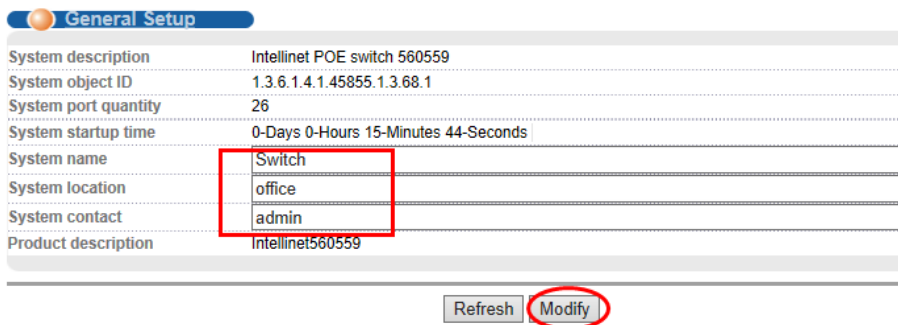 General Setup
System description Intellinet POE switch 560559
System object ID 1.3.6.1.4.1.45855.1.3.68.1
System port quantity 26
System startup time 0-Days 0-Hours 15-Minutes 44-Seconds
System name Switch
System location office
System contact admin
Product description Intellinet560559
Refresh Modify